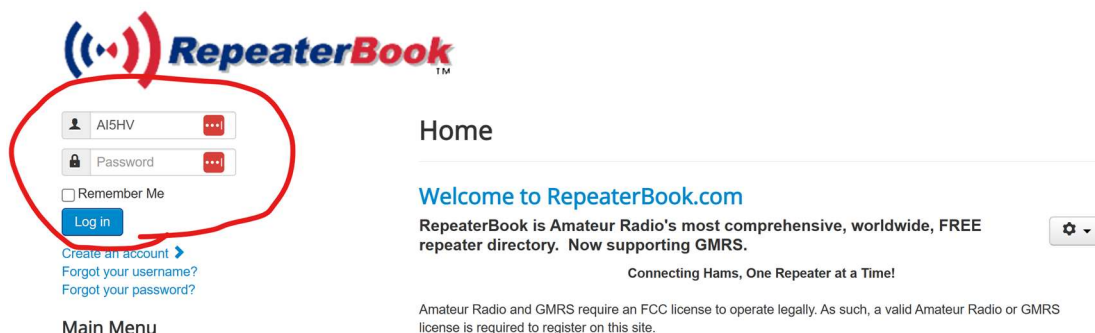 RepeaterBook
TM
AI5HV
Password
Remember Me
Log in
Create an account
Forgot your username?
Forgot your password?
Main Menu
Home
Welcome to RepeaterBook.com
RepeaterBook is Amateur Radio's most comprehensive, worldwide, FREE
repeater directory. Now supporting GMRS.
Connecting Hams, One Repeater at a Time!
Amateur Radio and GMRS require an FCC license to operate legally. As such, a valid Amateur Radio or GMRS
license is required to register on this site.